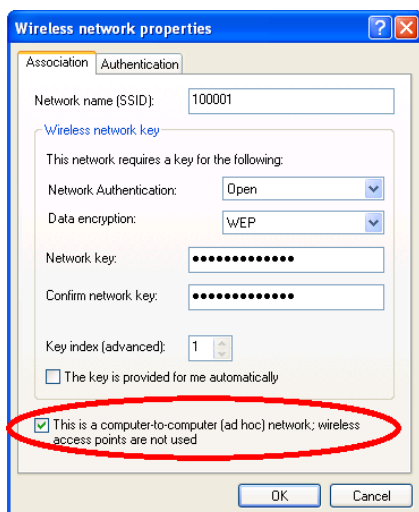 Wireless network properties
Association Authentication
Network name (SSID): 100001
Wireless network key
This network requires a key for the following:
Network Authentication: Open
Data encryption: WEP
Network key: •••••••••••••
Confirm network key: •••••••••••••
Key index (advanced): 1
The key is provided for me automatically
This is a computer-to-computer (ad hoc) network; wireless
access points are not used
OK Cancel